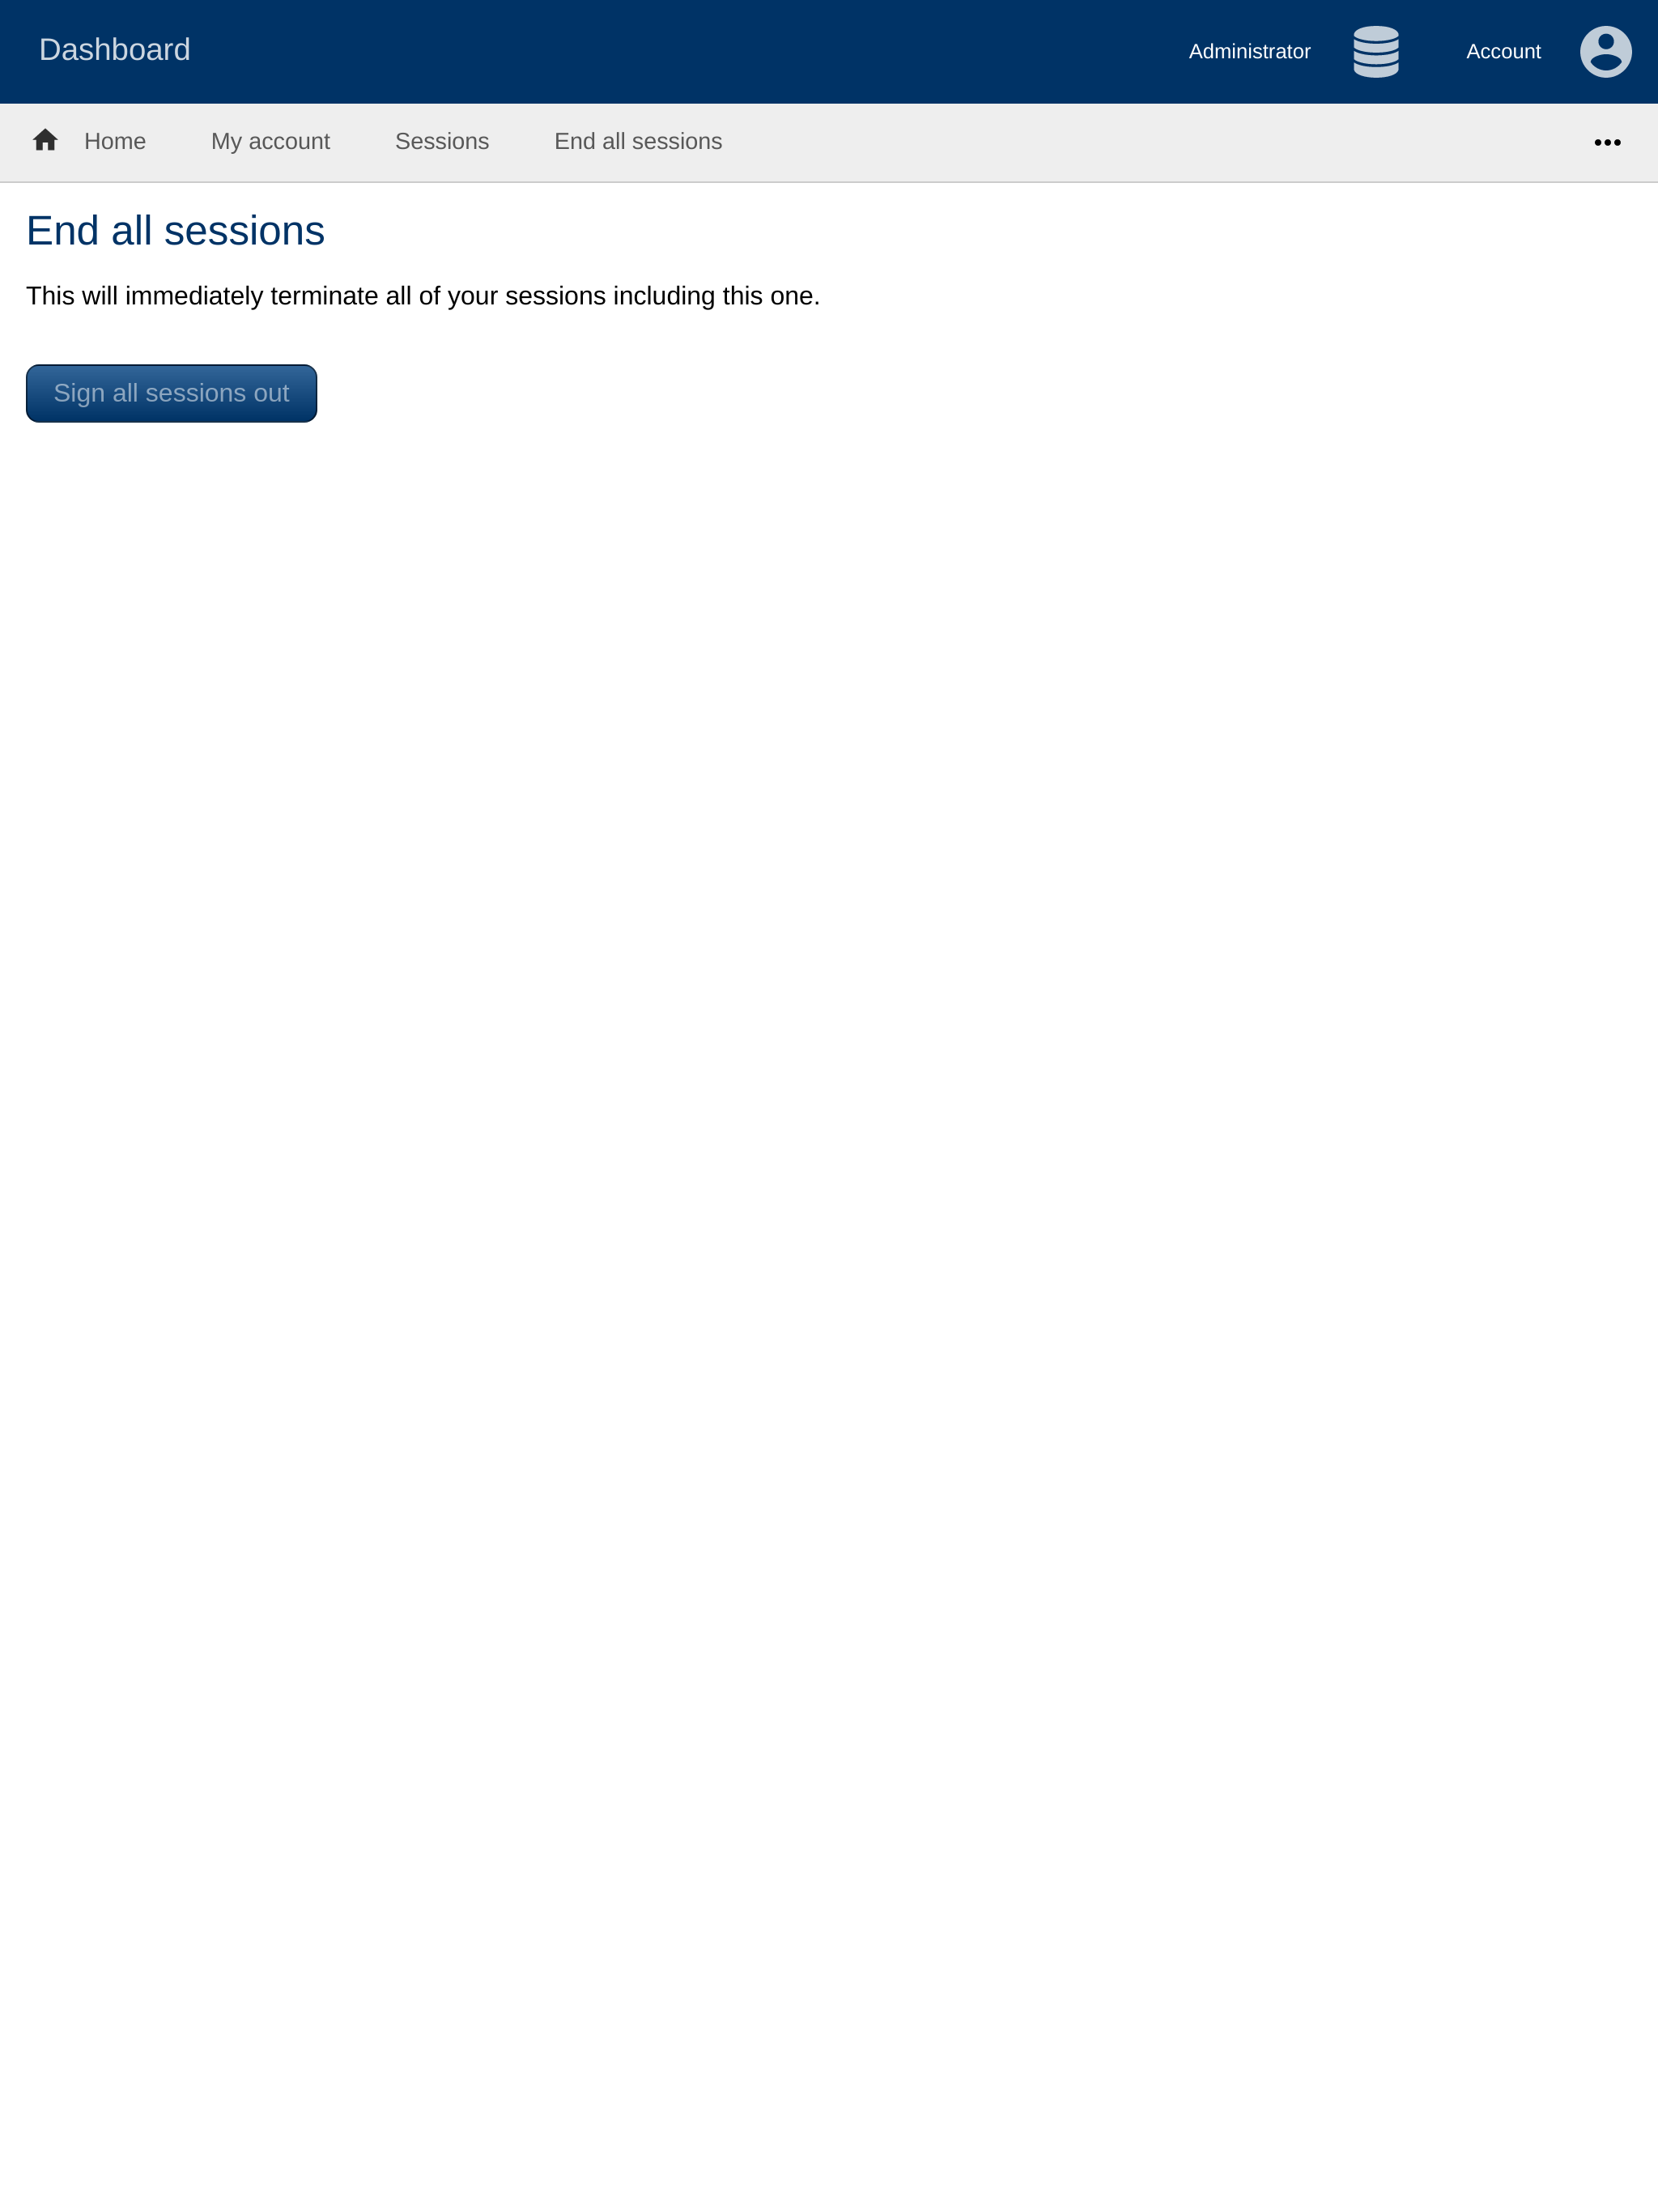 Dashboard Administrator Account
Home My account Sessions End all sessions
End all sessions
This will immediately terminate all of your sessions including this one.
Sign all sessions out